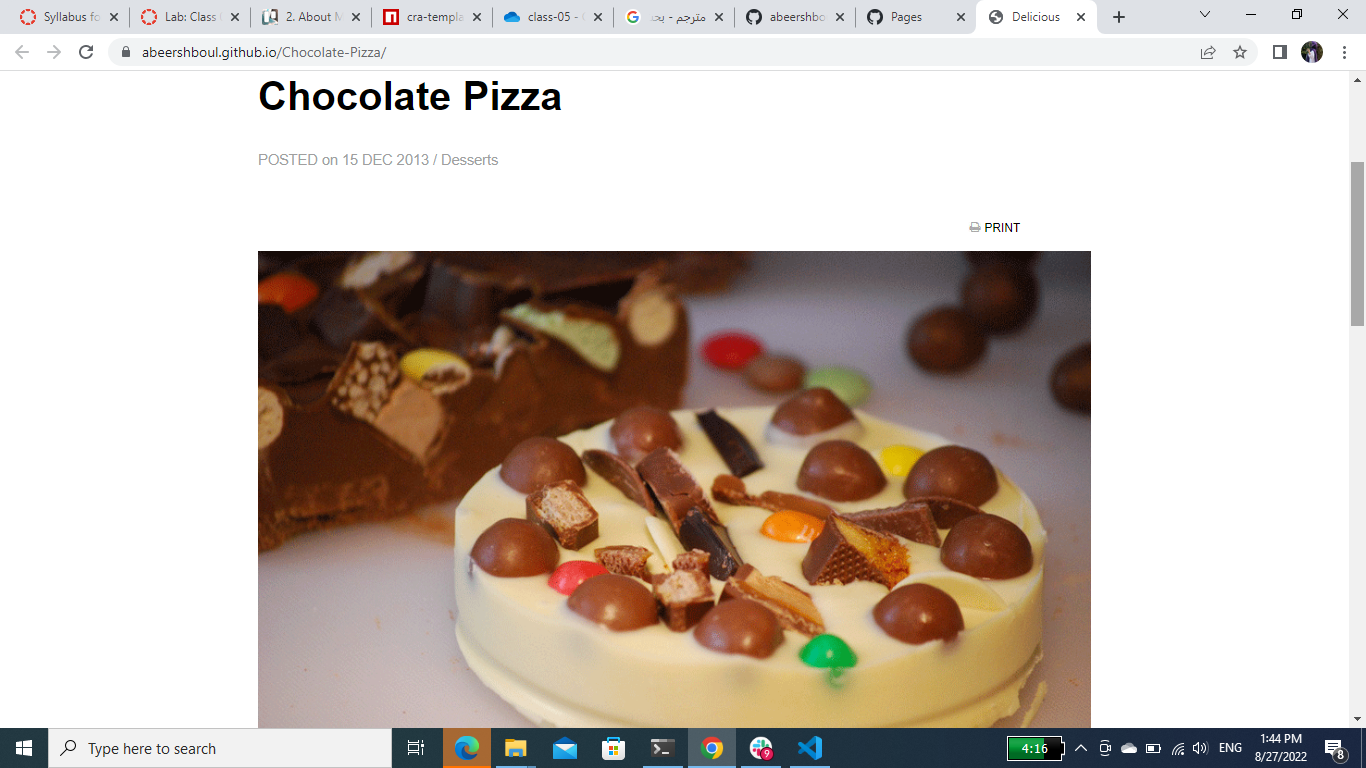 Syllabus fo
Lab: Class
2. About M
cra-templa
class-05 - C
مترجم - بحث
abeershbo
Pages
Delicious
abeershboul.github.io/Chocolate-Pizza/
Chocolate Pizza
POSTED on 15 DEC 2013 / Desserts
PRINT
Type here to search
9
4:16
ENG
1:44 PM
8/27/2022
8